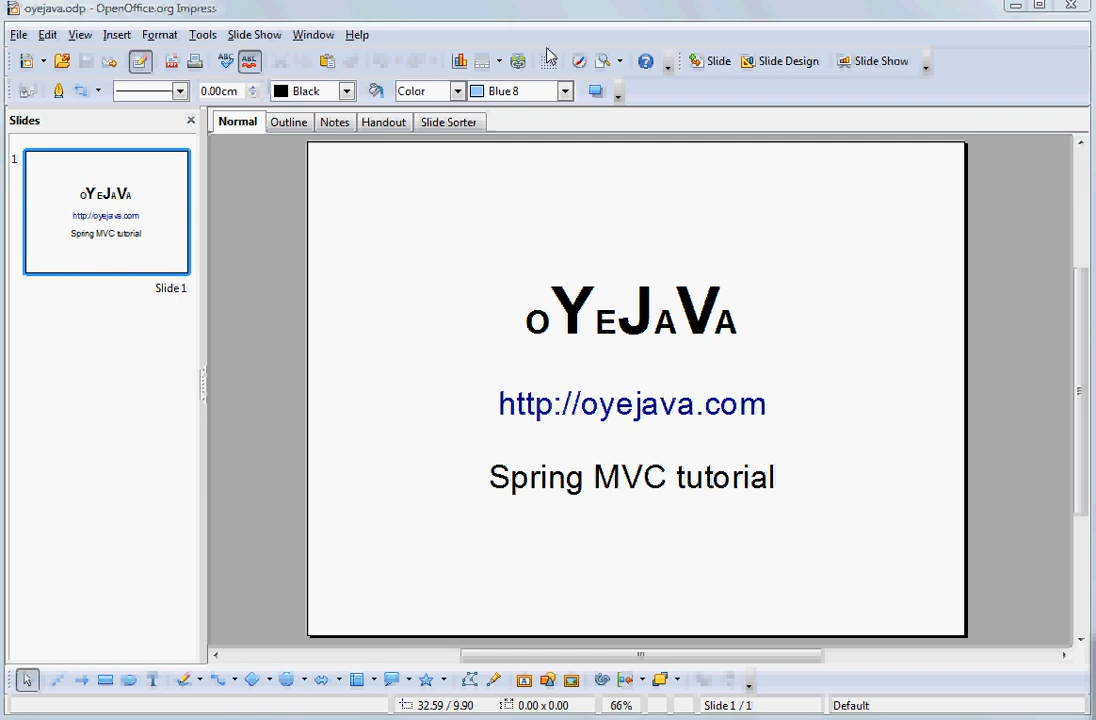 oyejava.odp - OpenOffice.org Impress
File Edit View Insert Format Tools Slide Show Window Help
ABC ABC Slide Slide Design Slide Show
0.00cm Black Color Blue 8
Slides
Normal Outline Notes Handout Slide Sorter
1
OYEJAVA
http://oyejava.com
Spring MVC tutorial
Slide 1
OYEJAVA
http://oyejava.com
Spring MVC tutorial
32.59 / 9.90 0.00 x 0.00 66% Slide 1 / 1 Default